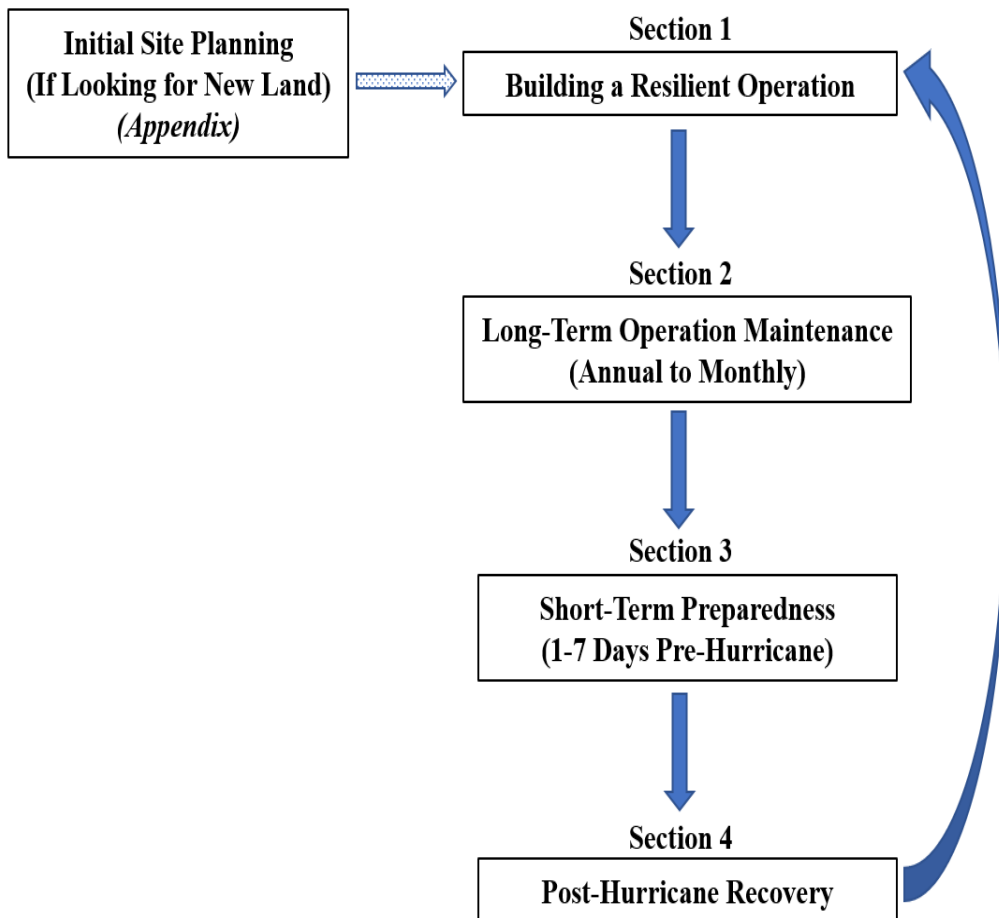 Initial Site Planning
(If Looking for New Land)
(Appendix)
Section 1
Building a Resilient Operation
Section 2
Long-Term Operation Maintenance
(Annual to Monthly)
Section 3
Short-Term Preparedness
(1-7 Days Pre-Hurricane)
Section 4
Post-Hurricane Recovery